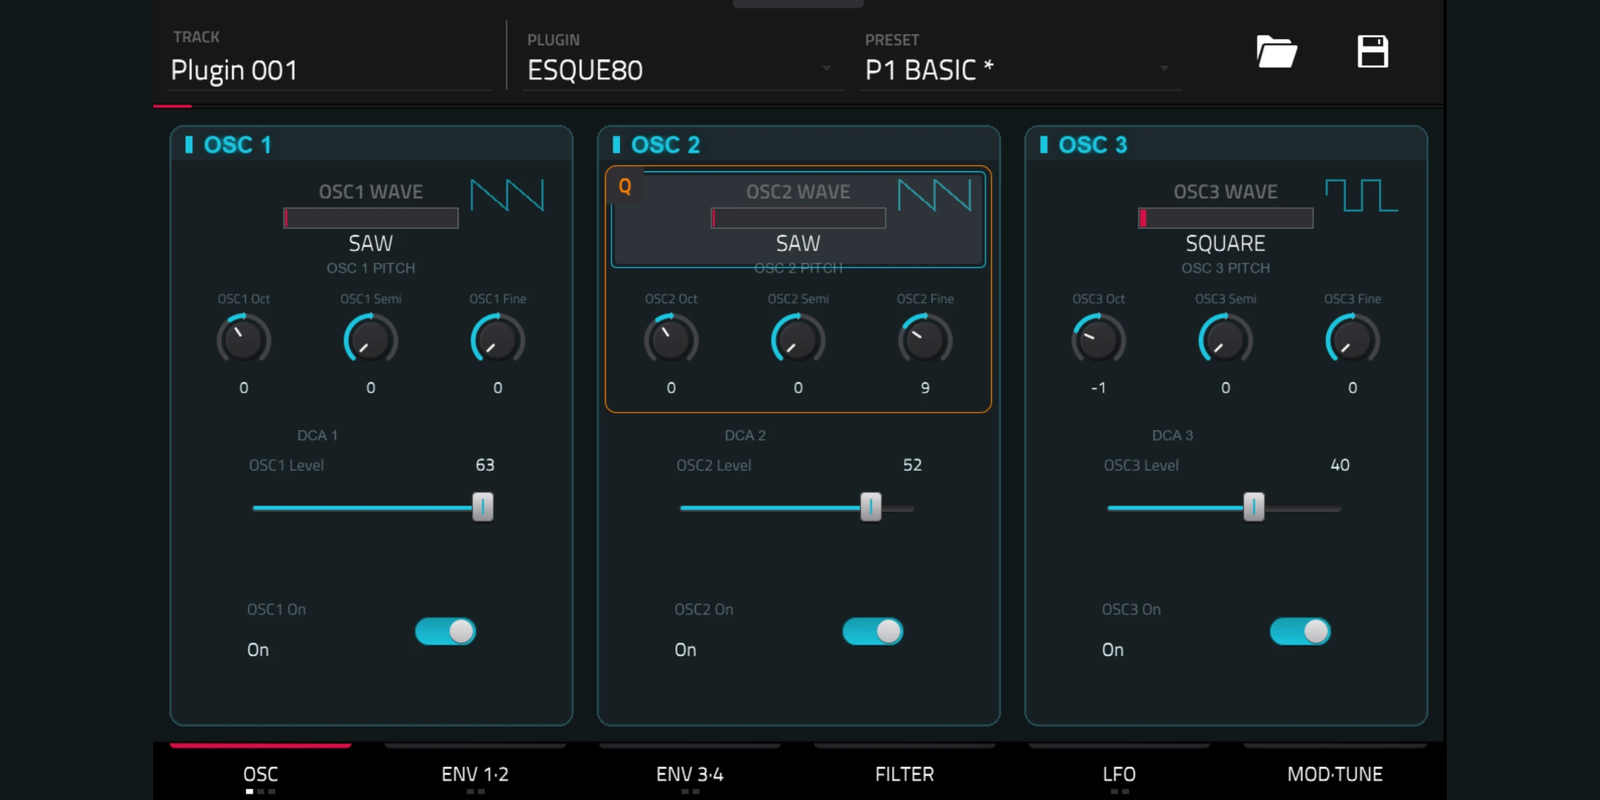 TRACK
Plugin 001
PLUGIN
ESQUE80
PRESET
P1 BASIC *
OSC 1
OSC1 WAVE
SAW
OSC 1 PITCH
OSC1 Oct
OSC1 Semi
OSC1 Fine
0
0
0
DCA 1
OSC1 Level
63
OSC1 On
On
OSC 2
Q
OSC2 WAVE
SAW
OSC 2 PITCH
OSC2 Oct
OSC2 Semi
OSC2 Fine
0
0
9
DCA 2
OSC2 Level
52
OSC2 On
On
OSC 3
OSC3 WAVE
SQUARE
OSC 3 PITCH
OSC3 Oct
OSC3 Semi
OSC3 Fine
-1
0
0
DCA 3
OSC3 Level
40
OSC3 On
On
OSC
ENV 1·2
ENV 3·4
FILTER
LFO
MOD·TUNE